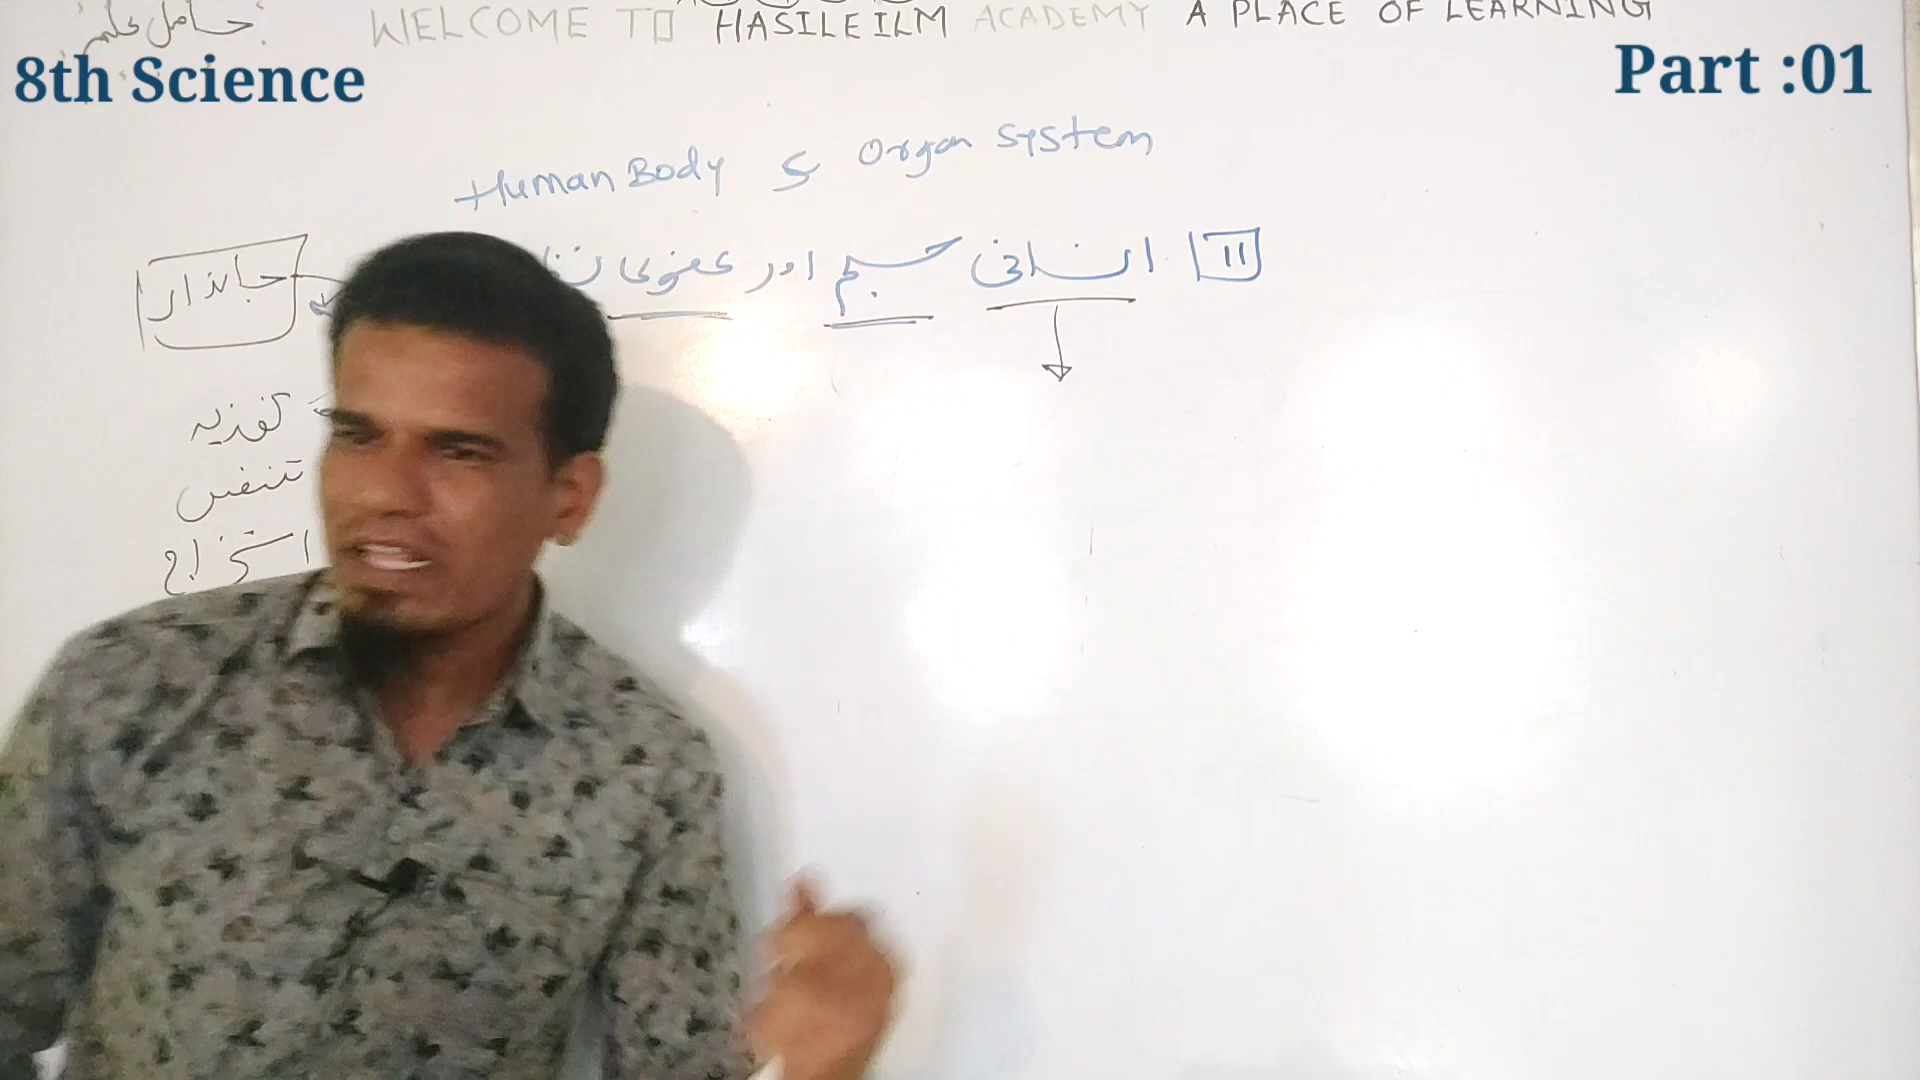 حاصل علم WELCOME TO HASILEILM ACADEMY A PLACE OF LEARNING
8th Science
Part :01
Human Body & Organ System
11 انسانی جسم اور عضوی
جاندار
تغذیہ
تنفس
استخراج